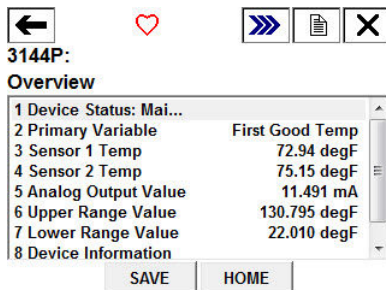 3144P:
Overview
1 Device Status: Mai...
2 Primary Variable First Good Temp
3 Sensor 1 Temp 72.94 degF
4 Sensor 2 Temp 75.15 degF
5 Analog Output Value 11.491 mA
6 Upper Range Value 130.795 degF
7 Lower Range Value 22.010 degF
8 Device Information
SAVE HOME